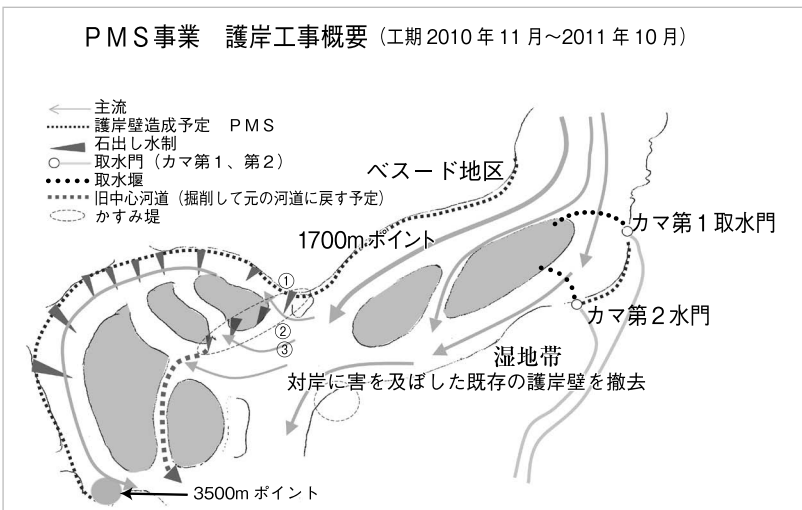 PMS事業 護岸工事概要(工期2010年11月~2011年10月)
主流
護岸壁造成予定 PMS
石出し水制
取水門(カマ第1、第2)
取水堰
旧中心河道(掘削して元の河道に戻す予定)
かすみ堤
ベスード地区
1700mポイント
カマ第1取水門
①
カマ第2水門
②
③
湿地帯
対岸に害を及ぼした既存の護岸壁を撤去
3500mポイント